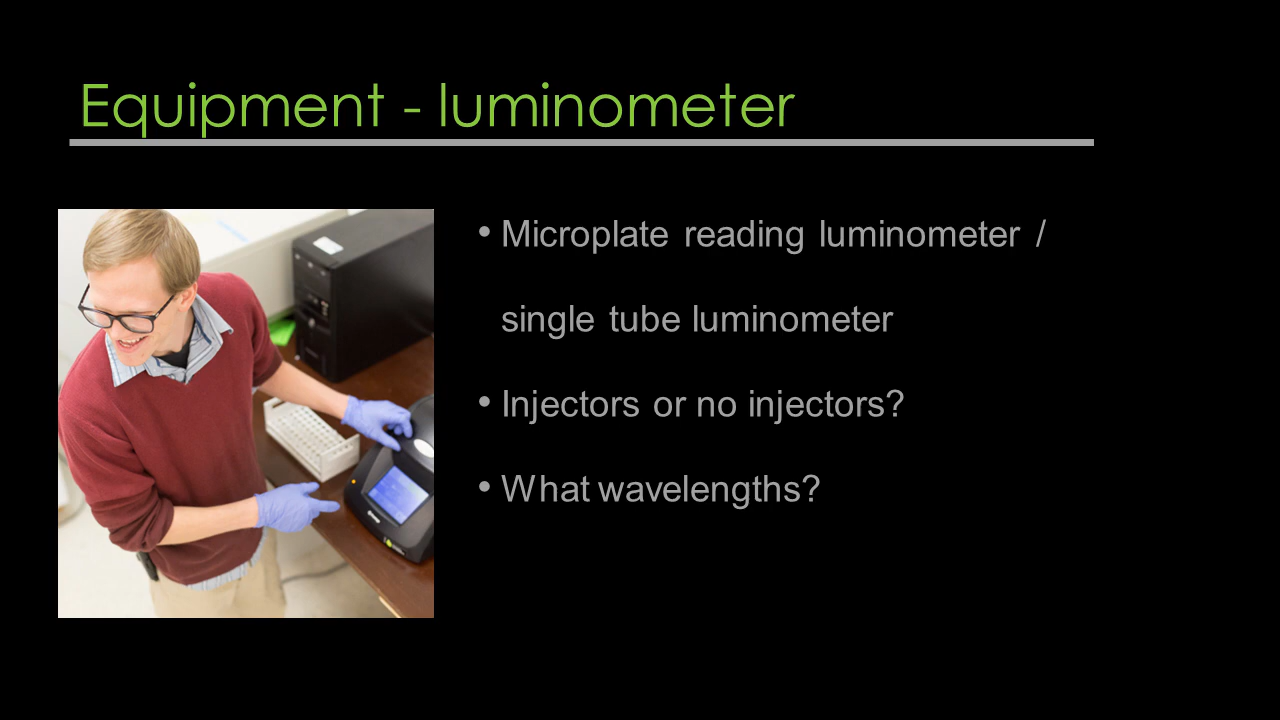 Equipment - luminometer
• Microplate reading luminometer /
single tube luminometer
• Injectors or no injectors?
• What wavelengths?